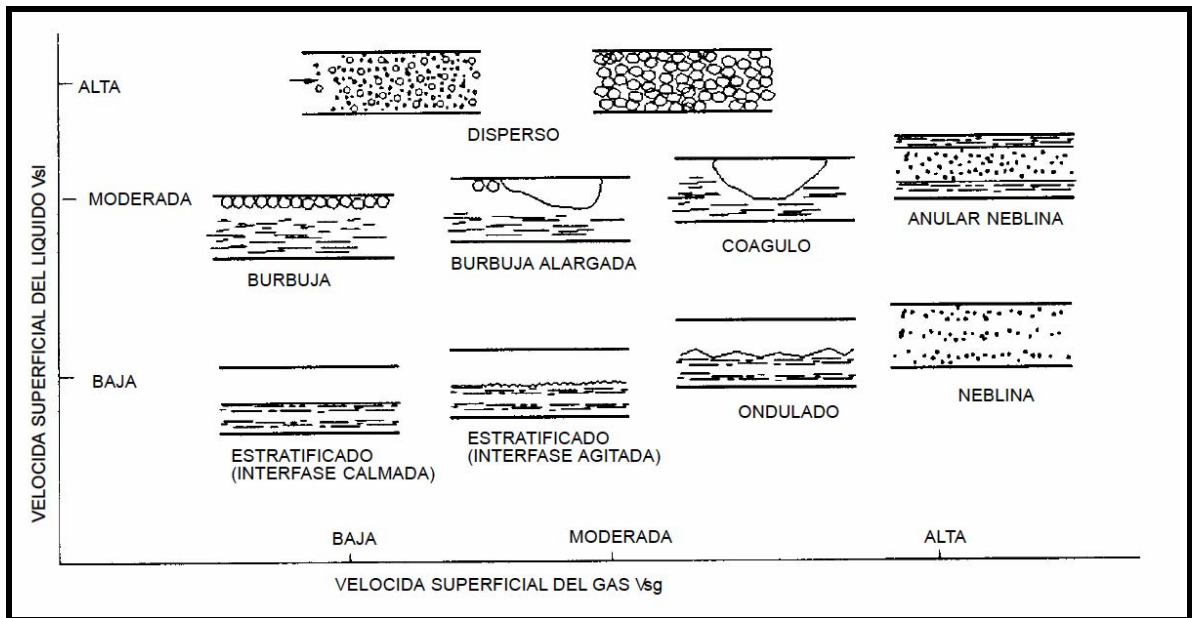 ALTA
DISPERSO
MODERADA
ANULAR NEBLINA
COAGULO
BURBUJA ALARGADA
BURBUJA
BAJA
NEBLINA
ONDULADO
ESTRATIFICADO
(INTERFASE AGITADA)
ESTRATIFICADO
(INTERFASE CALMADA)
VELOCIDA SUPERFICIAL DEL LIQUIDO Vsl
BAJA
MODERADA
ALTA
VELOCIDA SUPERFICIAL DEL GAS Vsg